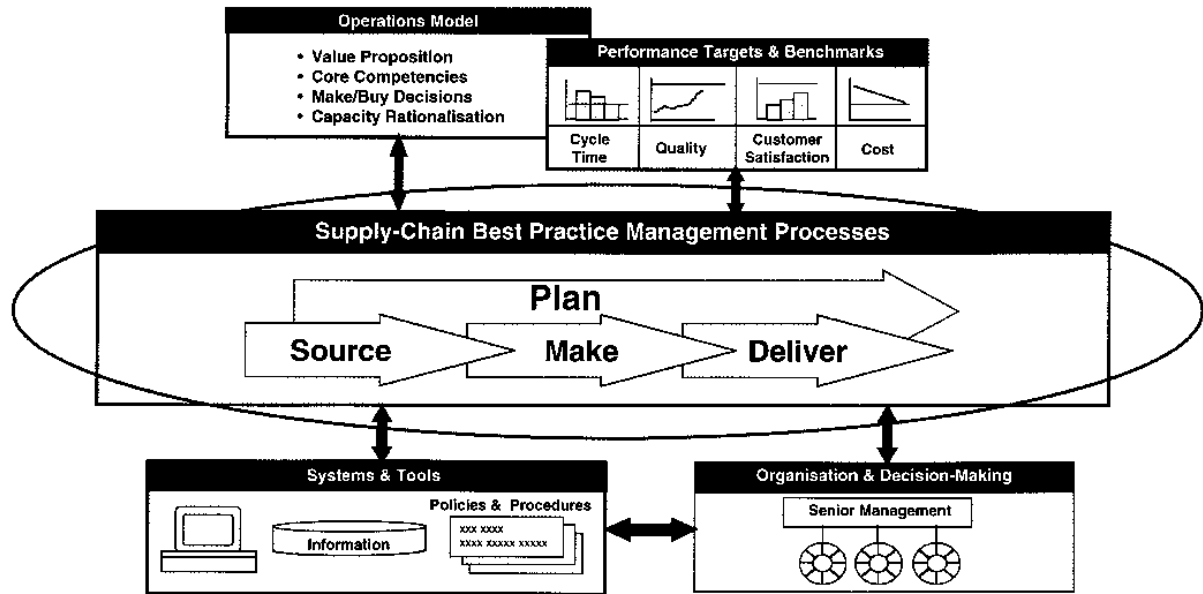 Operations Model
• Value Proposition
• Core Competencies
• Make/Buy Decisions
• Capacity Rationalisation
Performance Targets & Benchmarks
Cycle
Time
Quality
Customer
Satisfaction
Cost
Supply-Chain Best Practice Management Processes
Plan
Source
Make
Deliver
Systems & Tools
Policies & Procedures
xxx xxxx
xxxx xxxxx xxxxx
Information
Organisation & Decision-Making
Senior Management